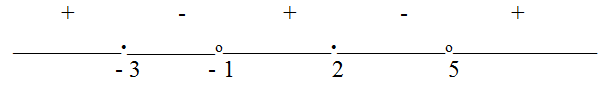 + - + - +
- 3 - 1 2 5